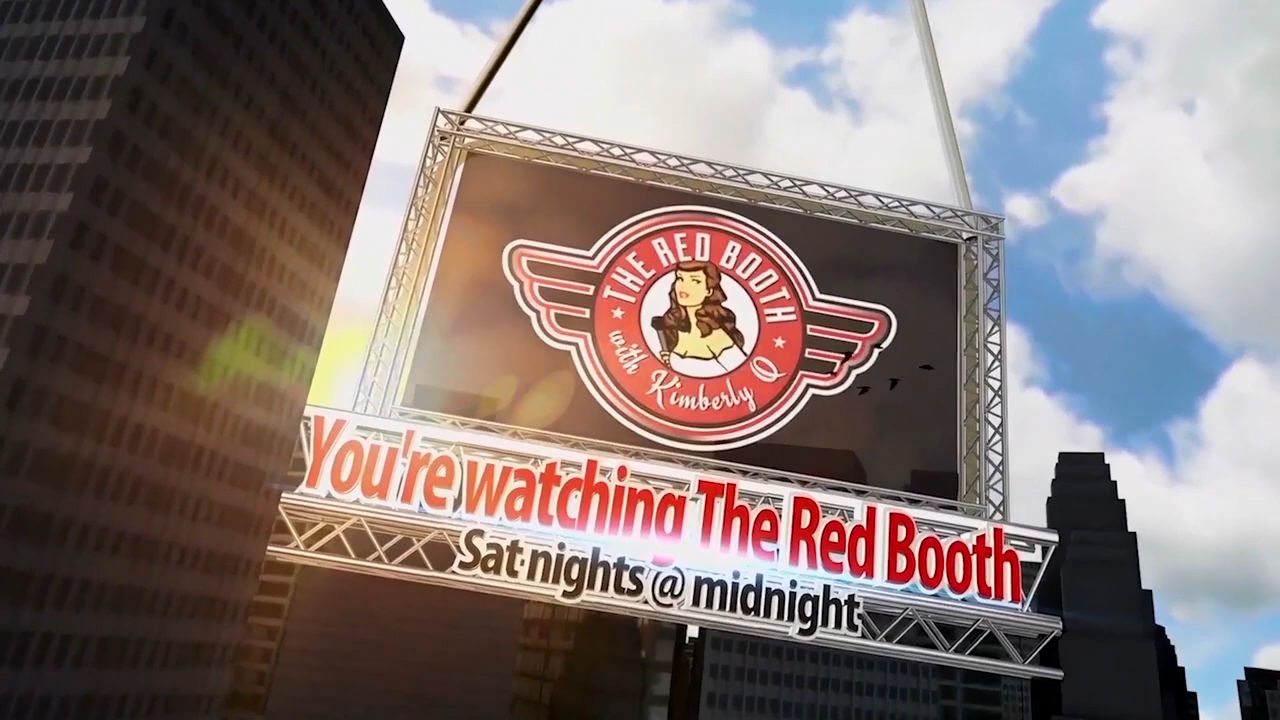 THE RED BOOTH
with Kimberly Q
You're watching The Red Booth
Sat nights @ midnight